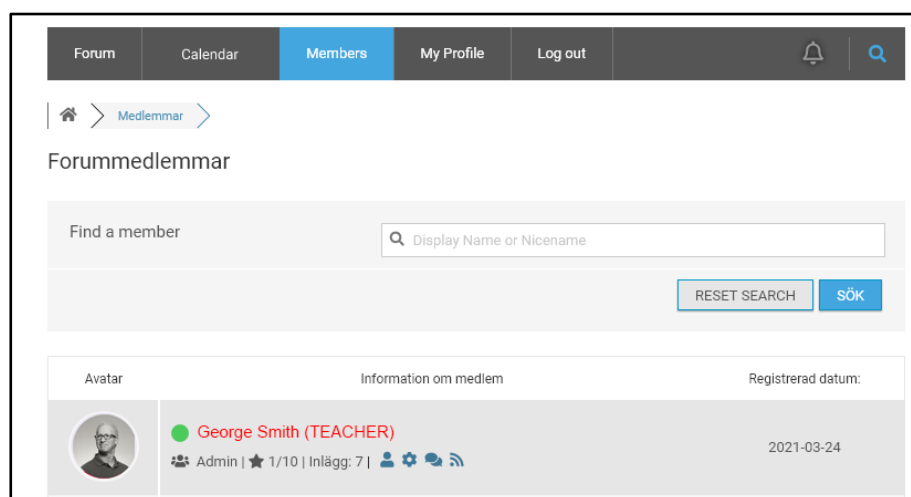 Forum Calendar Members My Profile Log out
Medlemmar
Forummedlemmar
Find a member Display Name or Nicename
RESET SEARCH SÖK
Avatar Information om medlem Registrerad datum:
George Smith (TEACHER)
Admin | 1/10 | Inlägg: 7 |
2021-03-24